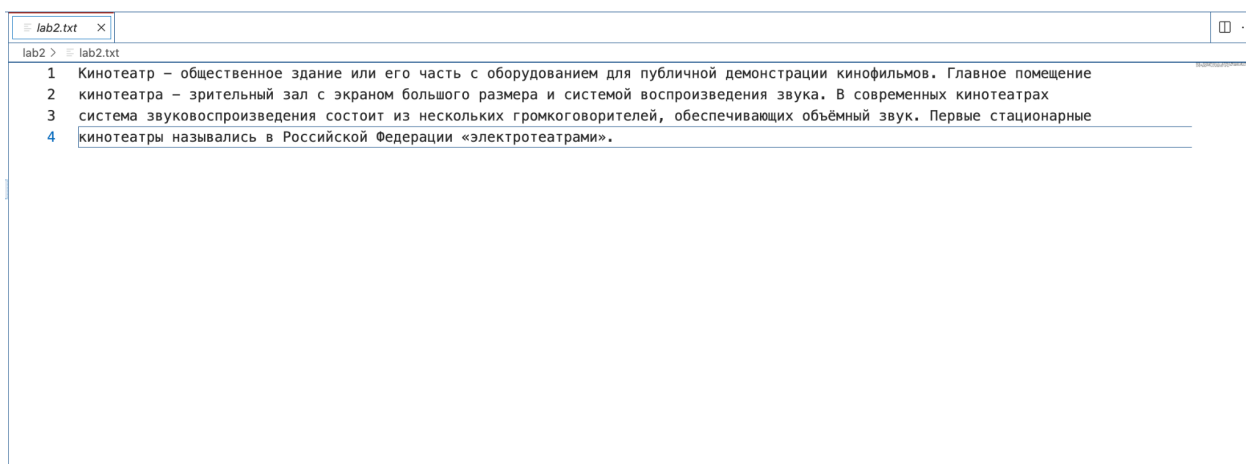 lab2.txt
lab2 > lab2.txt
1 Кинотеатр – общественное здание или его часть с оборудованием для публичной демонстрации кинофильмов. Главное помещение
2 кинотеатра – зрительный зал с экраном большого размера и системой воспроизведения звука. В современных кинотеатрах
3 система звуковоспроизведения состоит из нескольких громкоговорителей, обеспечивающих объёмный звук. Первые стационарные
4 кинотеатры назывались в Российской Федерации «электротеатрами».